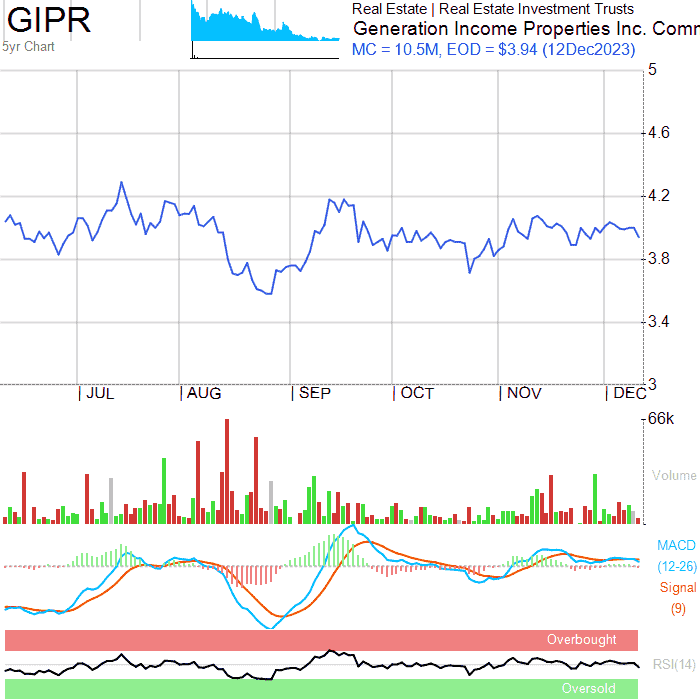 GIPR
5yr Chart
Real Estate | Real Estate Investment Trusts
Generation Income Properties Inc. Comm
MC = 10.5M, EOD = $3.94 (12Dec2023)
5
4.6
4.2
3.8
3.4
3
JUL AUG SEP OCT NOV DEC
66k
Volume
MACD
(12-26)
Signal
(9)
Overbought
RSI(14)
Oversold